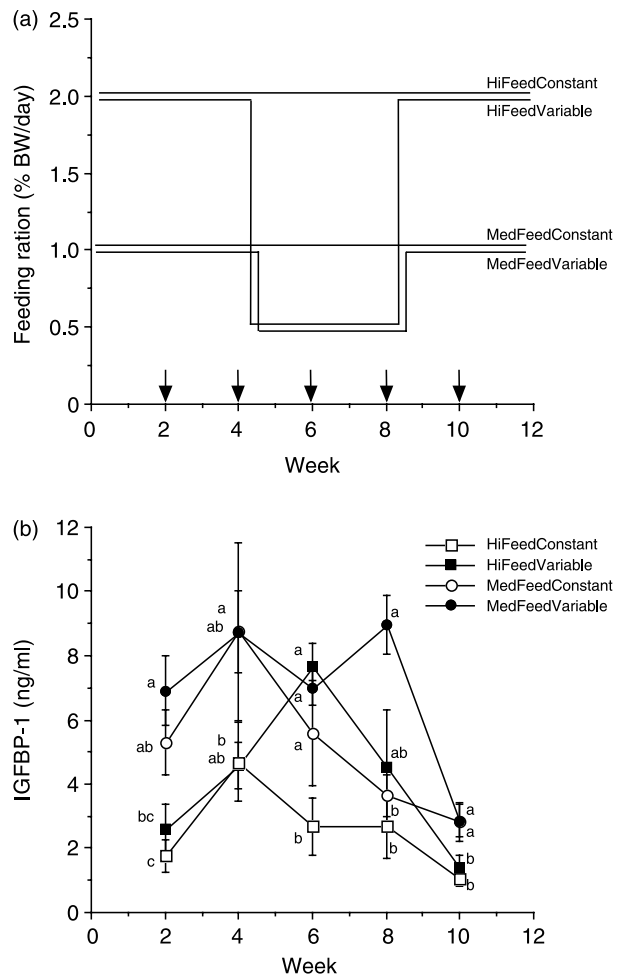 (a)
2.5
2.0
1.5
1.0
0.5
0
Feeding ration (% BW/day)
HiFeedConstant
HiFeedVariable
MedFeedConstant
MedFeedVariable
0 2 4 6 8 10 12
Week
(b)
12
10
8
6
4
2
0
IGFBP-1 (ng/ml)
HiFeedConstant
HiFeedVariable
MedFeedConstant
MedFeedVariable
a
ab
bc
c
a
ab
b
ab
a
a
a
b
a
ab
b
b
a
a
b
b
0 2 4 6 8 10 12
Week